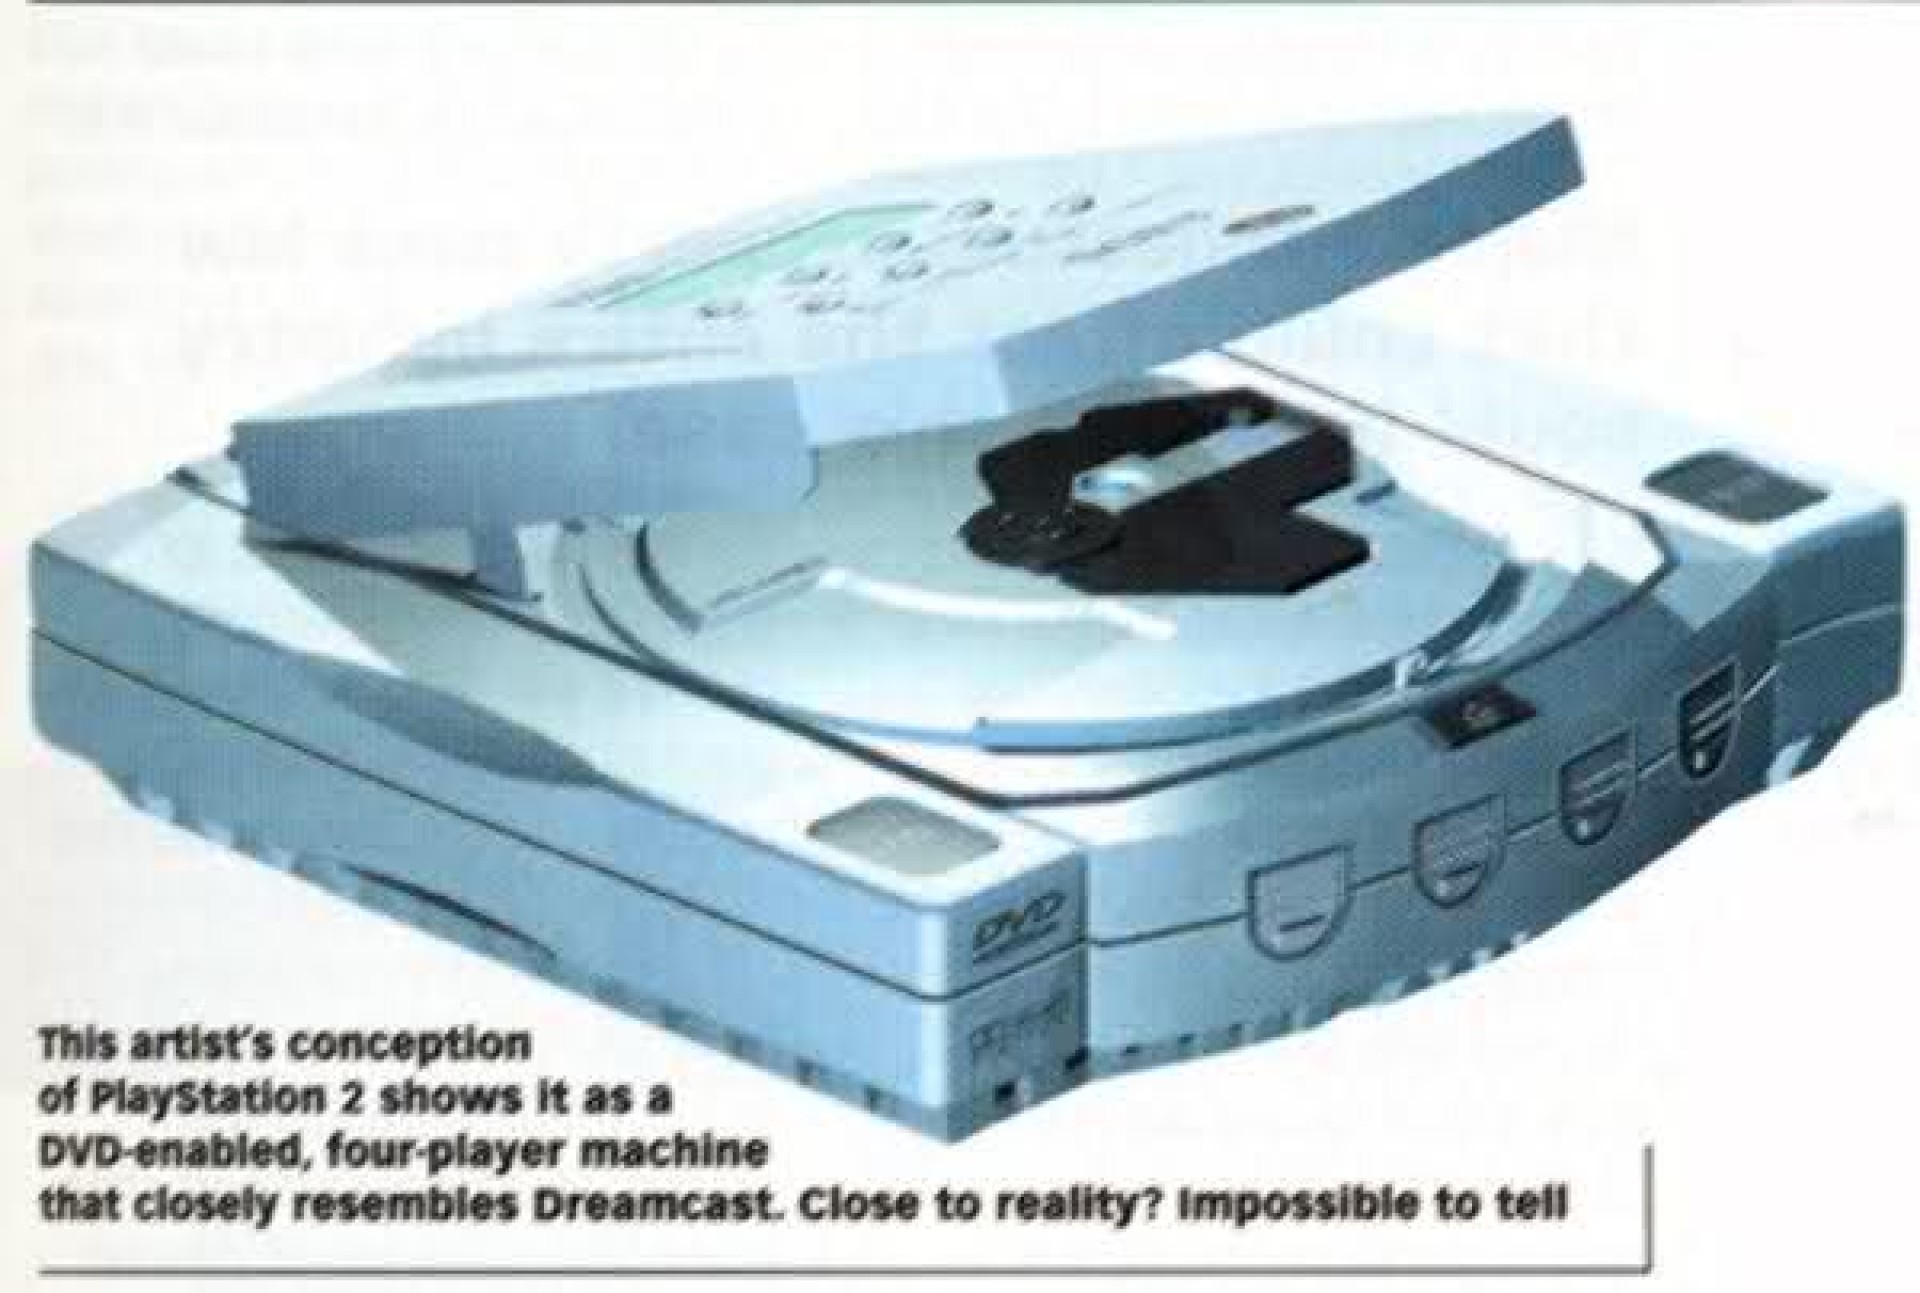 DVD
This artist's conception
of PlayStation 2 shows it as a
DVD-enabled, four-player machine
that closely resembles Dreamcast. Close to reality? Impossible to tell